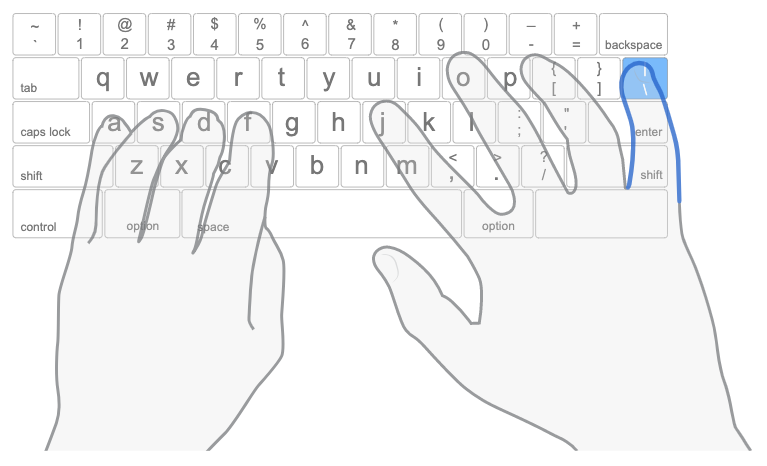 ~ ! @ # $ % ^ & * ( ) – +
` 1 2 3 4 5 6 7 8 9 0 - = backspace
tab q w e r t y u i o p { [ } ] | \
caps lock a s d f g h j k l : ; " ' enter
shift z x c v b n m < , > . ? / shift
control option space option